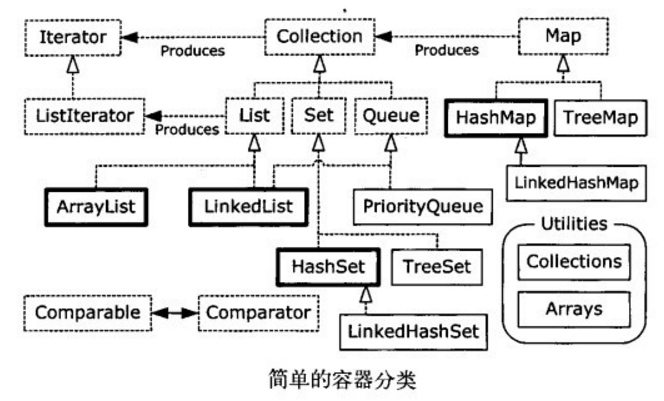 Iterator
Collection
Map
Produces
Produces
ListIterator
Produces
List
Set
Queue
HashMap
TreeMap
ArrayList
LinkedList
PriorityQueue
LinkedHashMap
Utilities
Collections
Arrays
HashSet
TreeSet
Comparable
Comparator
LinkedHashSet
简单的容器分类